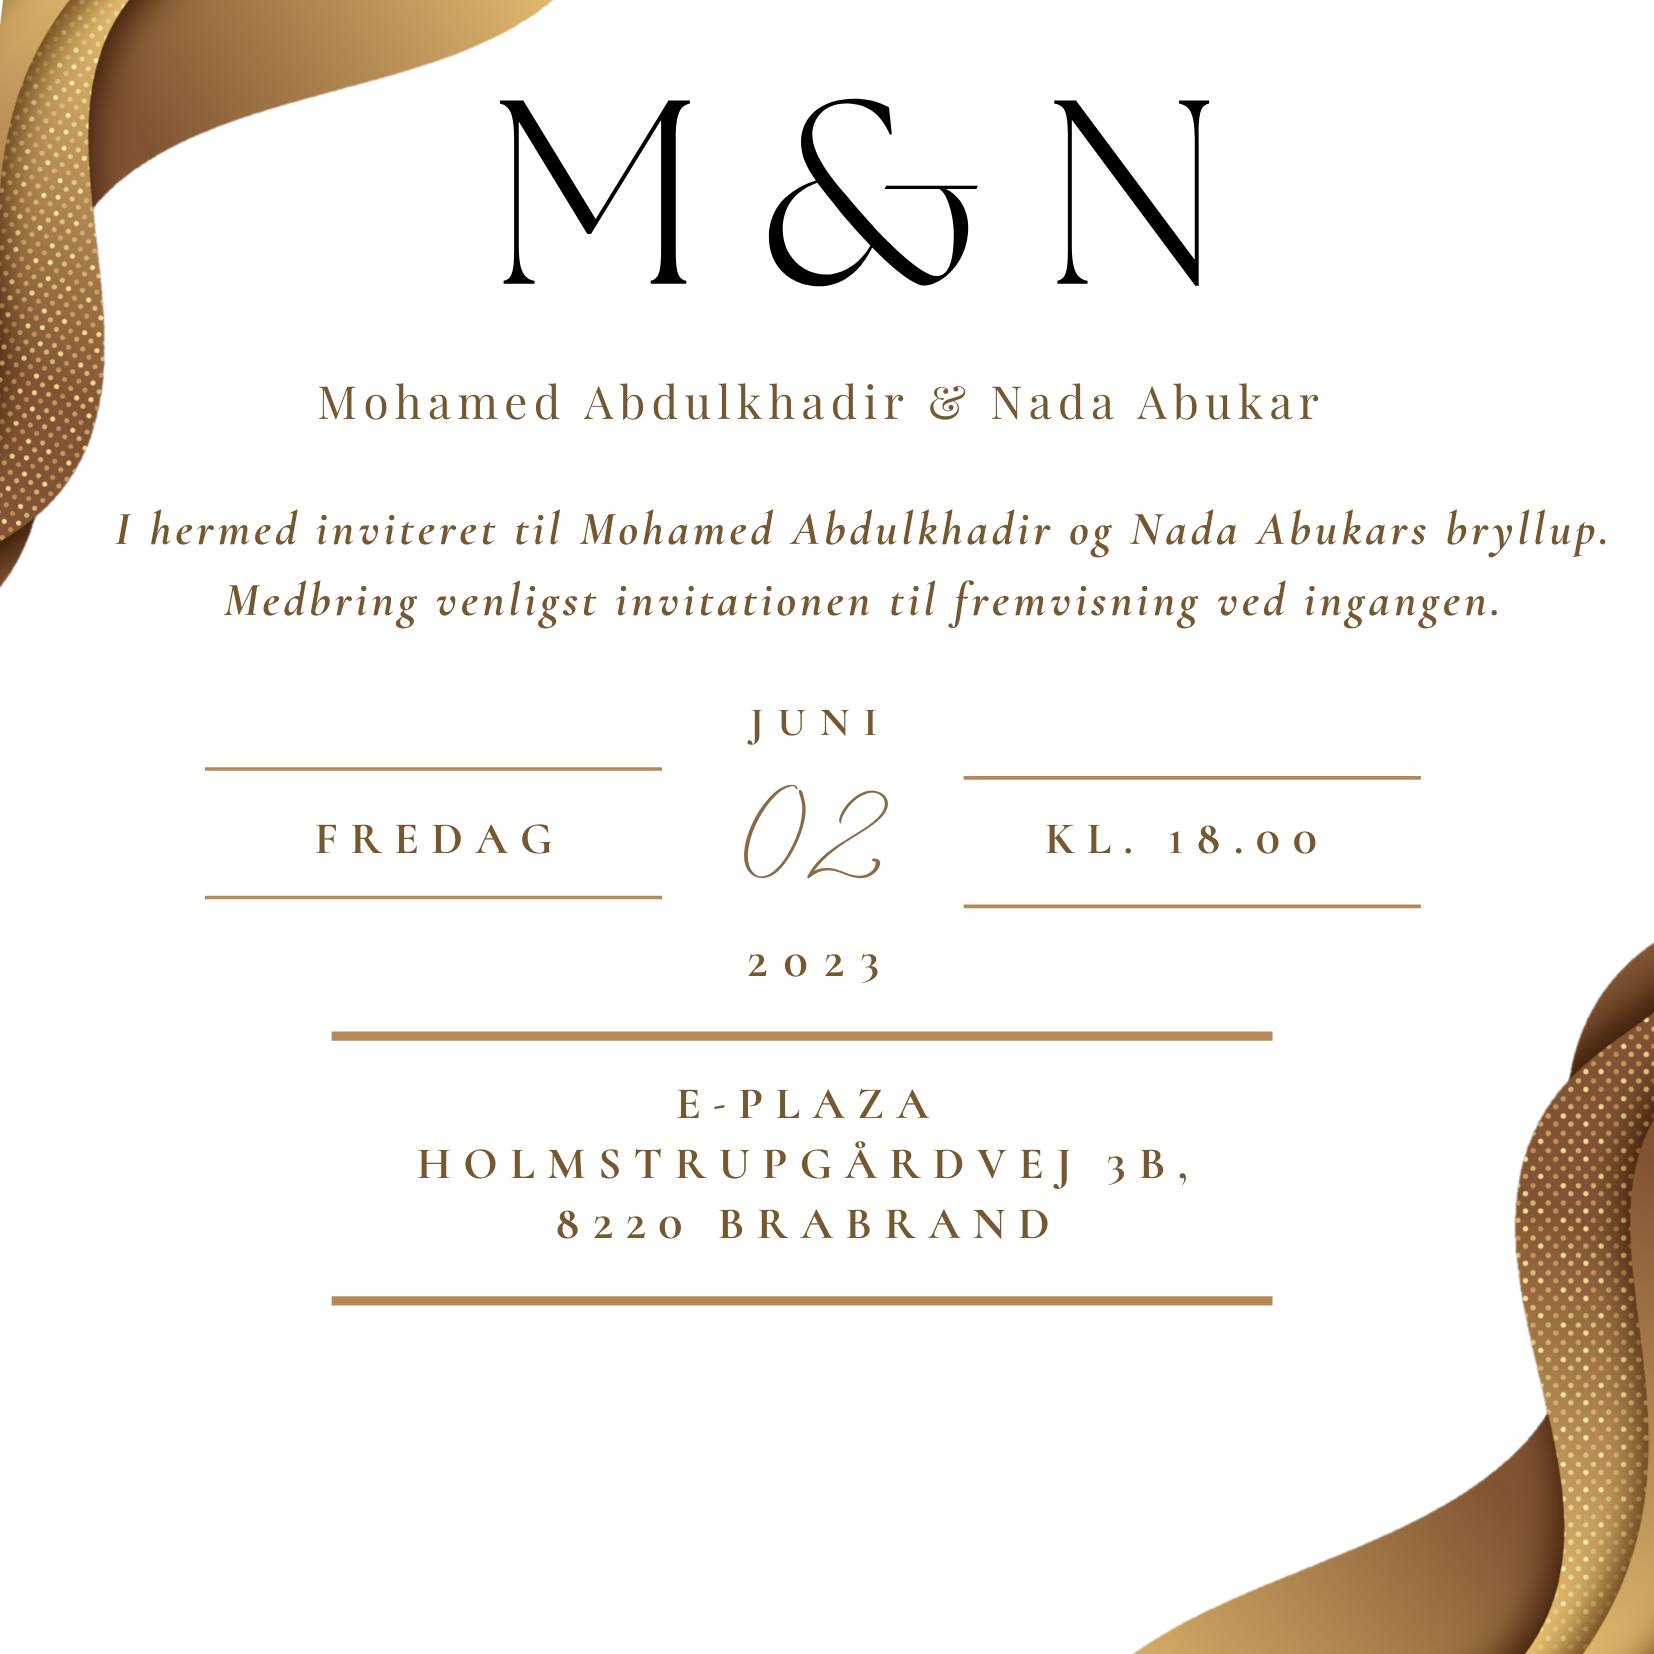 M & N
Mohamed Abdulkhadir & Nada Abukar
I hermed inviteret til Mohamed Abdulkhadir og Nada Abukars bryllup.
Medbring venligst invitationen til fremvisning ved ingangen.
JUNI
FREDAG 02 KL. 18.00
2023
E-PLAZA
HOLMSTRUPGÅRDVEJ 3B,
8220 BRABRAND